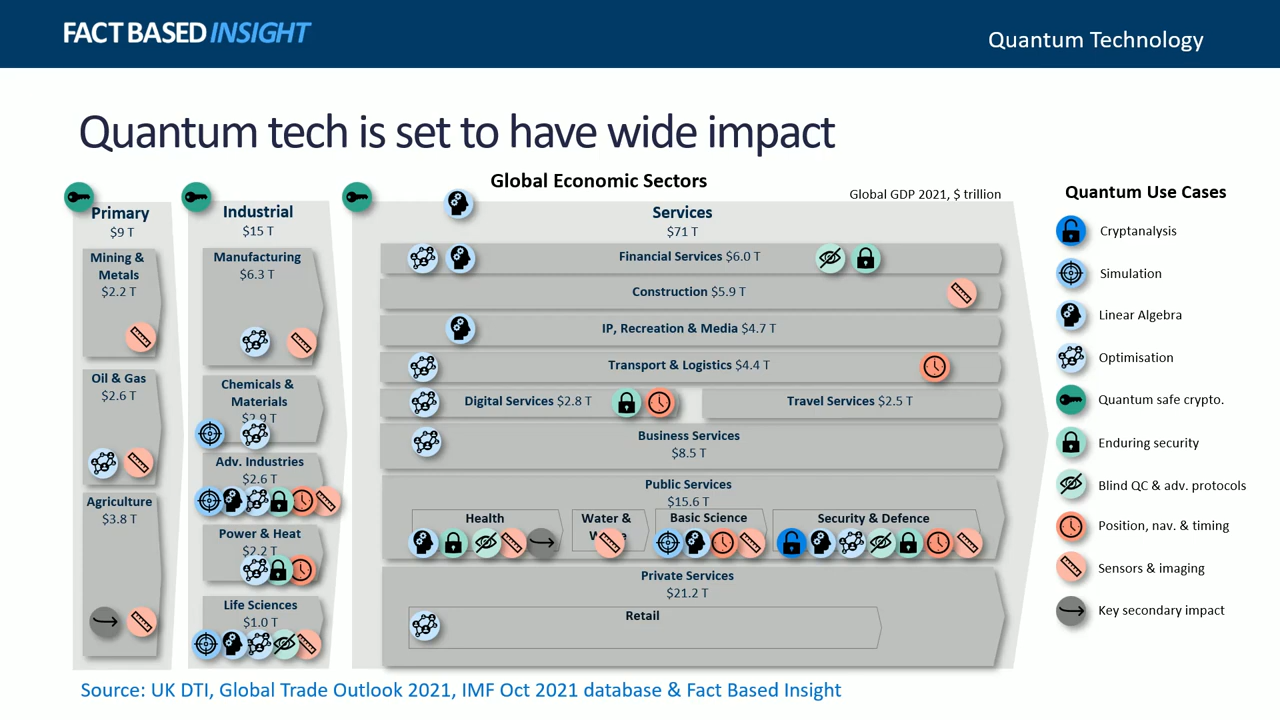 FACT BASED INSIGHT
Quantum Technology
Quantum tech is set to have wide impact
Global Economic Sectors
Global GDP 2021, $ trillion
Primary
$9 T
Mining &
Metals
$2.2 T
Oil & Gas
$2.6 T
Agriculture
$3.8 T
Industrial
$15 T
Manufacturing
$6.3 T
Chemicals &
Materials
$2.9 T
Adv. Industries
$2.6 T
Power & Heat
$2.2 T
Life Sciences
$1.0 T
Services
$71 T
Financial Services $6.0 T
Construction $5.9 T
IP, Recreation & Media $4.7 T
Transport & Logistics $4.4 T
Digital Services $2.8 T
Travel Services $2.5 T
Business Services
$8.5 T
Public Services
$15.6 T
Health
Water &
Basic Science
Security & Defence
Private Services
$21.2 T
Retail
Quantum Use Cases
Cryptanalysis
Simulation
Linear Algebra
Optimisation
Quantum safe crypto.
Enduring security
Blind QC & adv. protocols
Position, nav. & timing
Sensors & imaging
Key secondary impact
Source: UK DTI, Global Trade Outlook 2021, IMF Oct 2021 database & Fact Based Insight